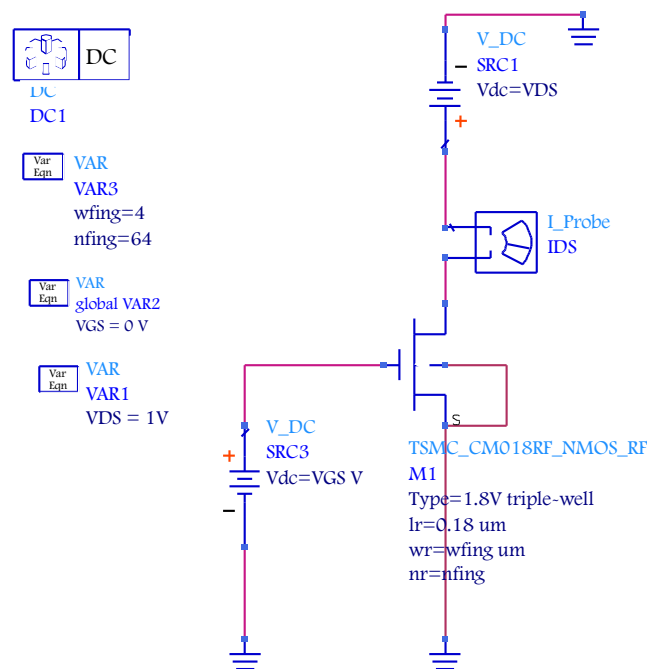 DC
DC
DC1
Var
Eqn
VAR
VAR3
wfing=4
nfing=64
Var
Eqn
VAR
global VAR2
VGS = 0 V
Var
Eqn
VAR
VAR1
VDS = 1V
V_DC
SRC1
Vdc=VDS
−
+
I_Probe
IDS
V_DC
SRC3
Vdc=VGS V
+
−
S
TSMC_CM018RF_NMOS_RF
M1
Type=1.8V triple-well
lr=0.18 um
wr=wfing um
nr=nfing